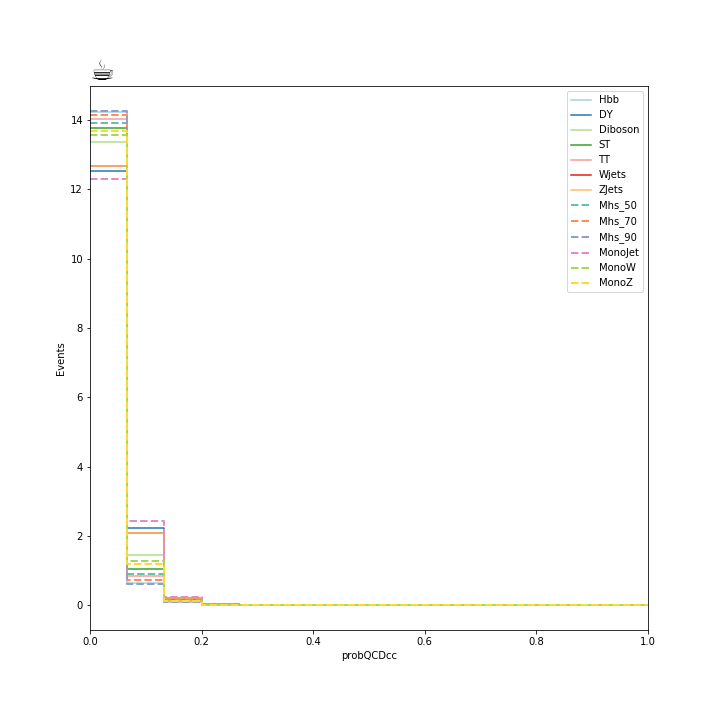 Hbb
DY
Diboson
ST
TT
Wjets
ZJets
Mhs_50
Mhs_70
Mhs_90
MonoJet
MonoW
MonoZ
14
12
10
8
6
4
2
0
Events
0.0 0.2 0.4 0.6 0.8 1.0
probQCDcc